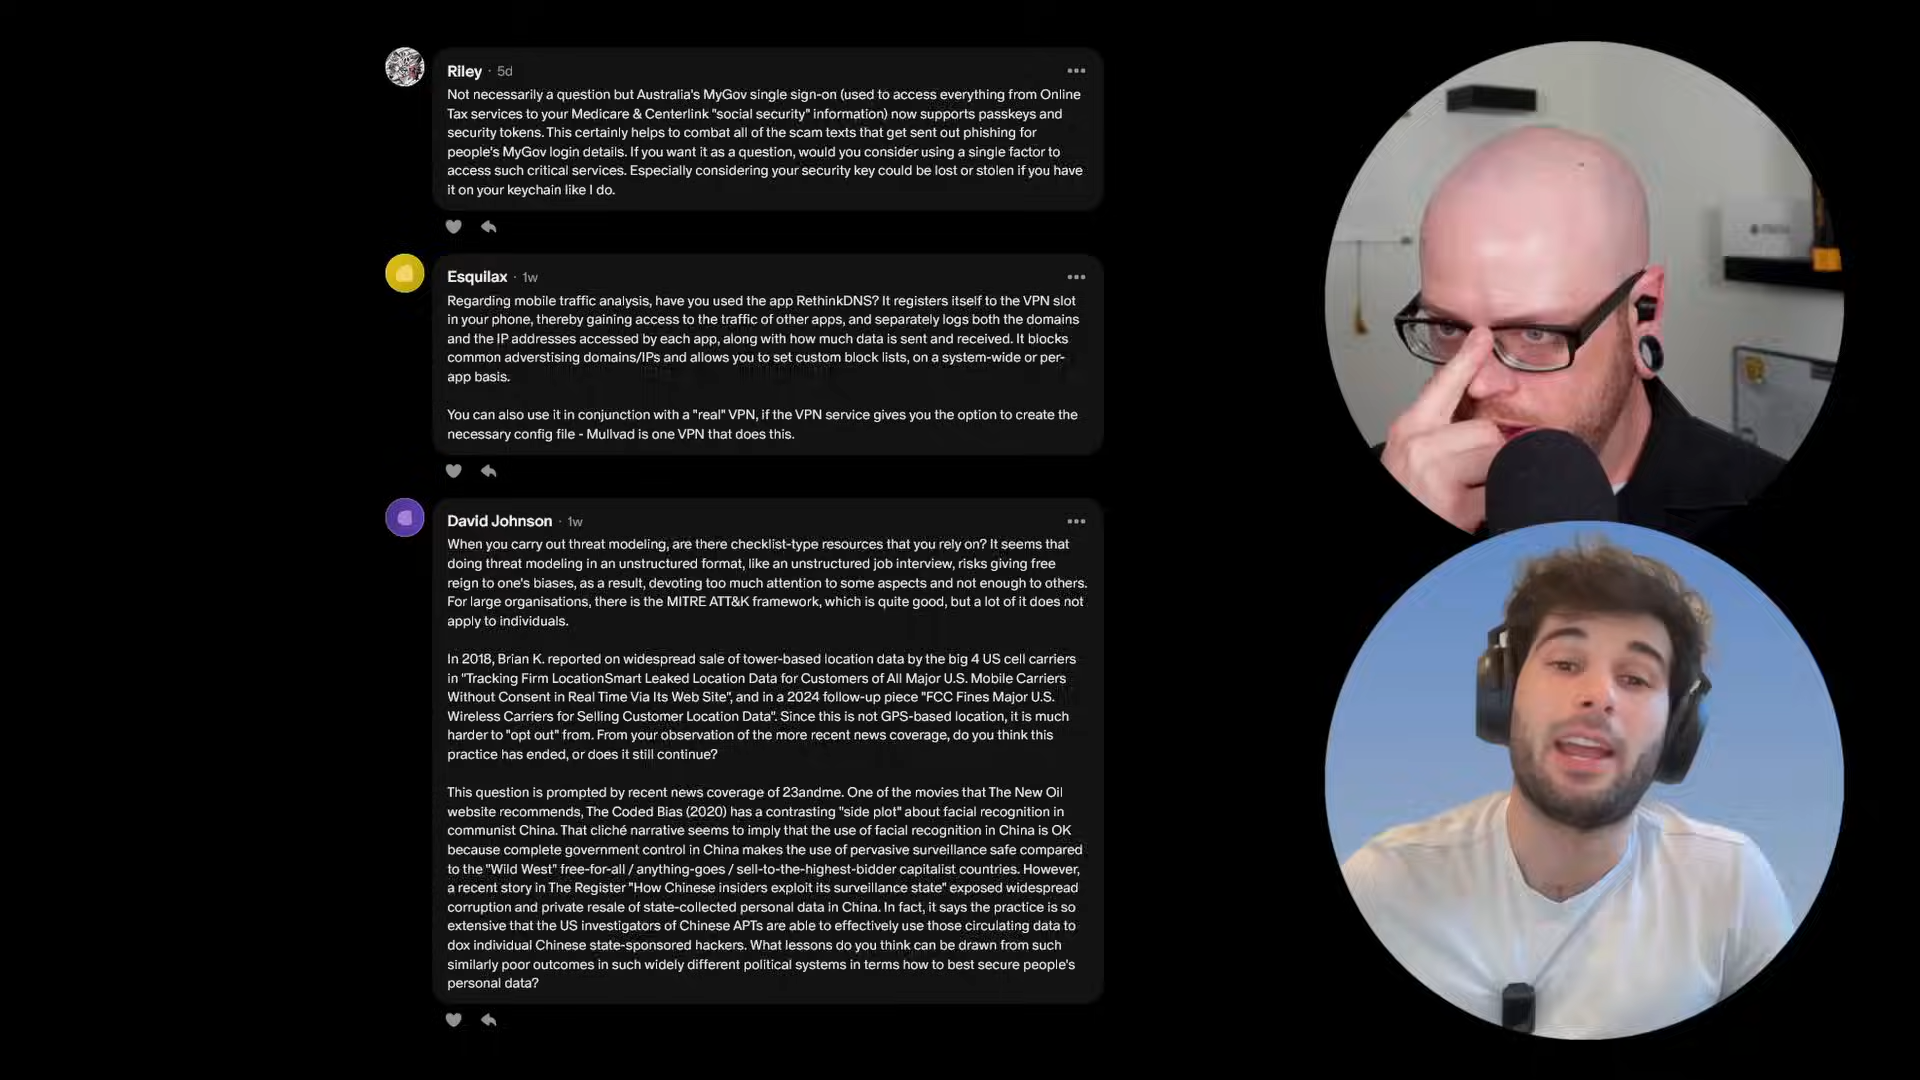 Riley · 5d
Not necessarily a question but Australia's MyGov single sign-on (used to access everything from Online
Tax services to your Medicare & Centerlink "social security" information) now supports passkeys and
security tokens. This certainly helps to combat all of the scam texts that get sent out phishing for
people's MyGov login details. If you want it as a question, would you consider using a single factor to
access such critical services. Especially considering your security key could be lost or stolen if you have
it on your keychain like I do.
Esquilax · 1w
Regarding mobile traffic analysis, have you used the app RethinkDNS? It registers itself to the VPN slot
in your phone, thereby gaining access to the traffic of other apps, and separately logs both the domains
and the IP addresses accessed by each app, along with how much data is sent and received. It blocks
common adverstising domains/IPs and allows you to set custom block lists, on a system-wide or per-
app basis.
You can also use it in conjunction with a "real" VPN, if the VPN service gives you the option to create the
necessary config file - Mullvad is one VPN that does this.
David Johnson · 1w
When you carry out threat modeling, are there checklist-type resources that you rely on? It seems that
doing threat modeling in an unstructured format, like an unstructured job interview, risks giving free
reign to one's biases, as a result, devoting too much attention to some aspects and not enough to others.
For large organisations, there is the MITRE ATT&K framework, which is quite good, but a lot of it does not
apply to individuals.
In 2018, Brian K. reported on widespread sale of tower-based location data by the big 4 US cell carriers
in "Tracking Firm LocationSmart Leaked Location Data for Customers of All Major U.S. Mobile Carriers
Without Consent in Real Time Via Its Web Site", and in a 2024 follow-up piece "FCC Fines Major U.S.
Wireless Carriers for Selling Customer Location Data". Since this is not GPS-based location, it is much
harder to "opt out" from. From your observation of the more recent news coverage, do you think this
practice has ended, or does it still continue?
This question is prompted by recent news coverage of 23andme. One of the movies that The New Oil
website recommends, The Coded Bias (2020) has a contrasting "side plot" about facial recognition in
communist China. That cliché narrative seems to imply that the use of facial recognition in China is OK
because complete government control in China makes the use of pervasive surveillance safe compared
to the "Wild West" free-for-all / anything-goes / sell-to-the-highest-bidder capitalist countries. However,
a recent story in The Register "How Chinese insiders exploit its surveillance state" exposed widespread
corruption and private resale of state-collected personal data in China. In fact, it says the practice is so
extensive that the US investigators of Chinese APTs are able to effectively use those circulating data to
dox individual Chinese state-sponsored hackers. What lessons do you think can be drawn from such
similarly poor outcomes in such widely different political systems in terms how to best secure people's
personal data?